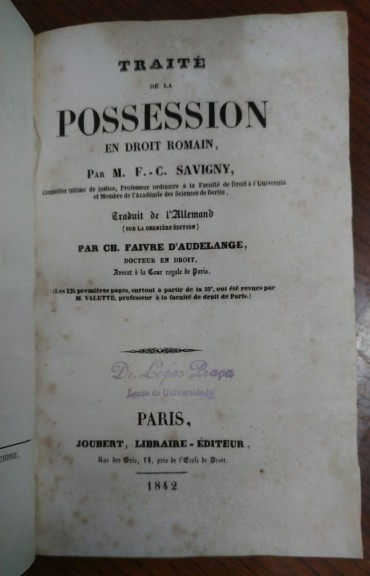 TRAITÉ
DE LA
POSSESSION
EN DROIT ROMAIN,
PAR M. F.-C. SAVIGNY,
Conseiller intime de justice, Professeur ordinaire à la Faculté de Droit à l'Université
et Membre de l'Académie des Sciences de Berlin.
Traduit de l'Allemand
(SUR LA DERNIÈRE ÉDITION)
PAR CH. FAIVRE D'AUDELANGE,
DOCTEUR EN DROIT,
Avocat à la Cour royale de Paris.
(Les premières pages, surtout à partir de la ont été revues par
M. VALETTE, professeur à la faculté de droit de Paris.)
Dr. Lopes Praça
Lente da Universidade
PARIS,
JOUBERT, LIBRAIRE-ÉDITEUR,
Rue des Grès, 14, près de l'École de Droit.
1842